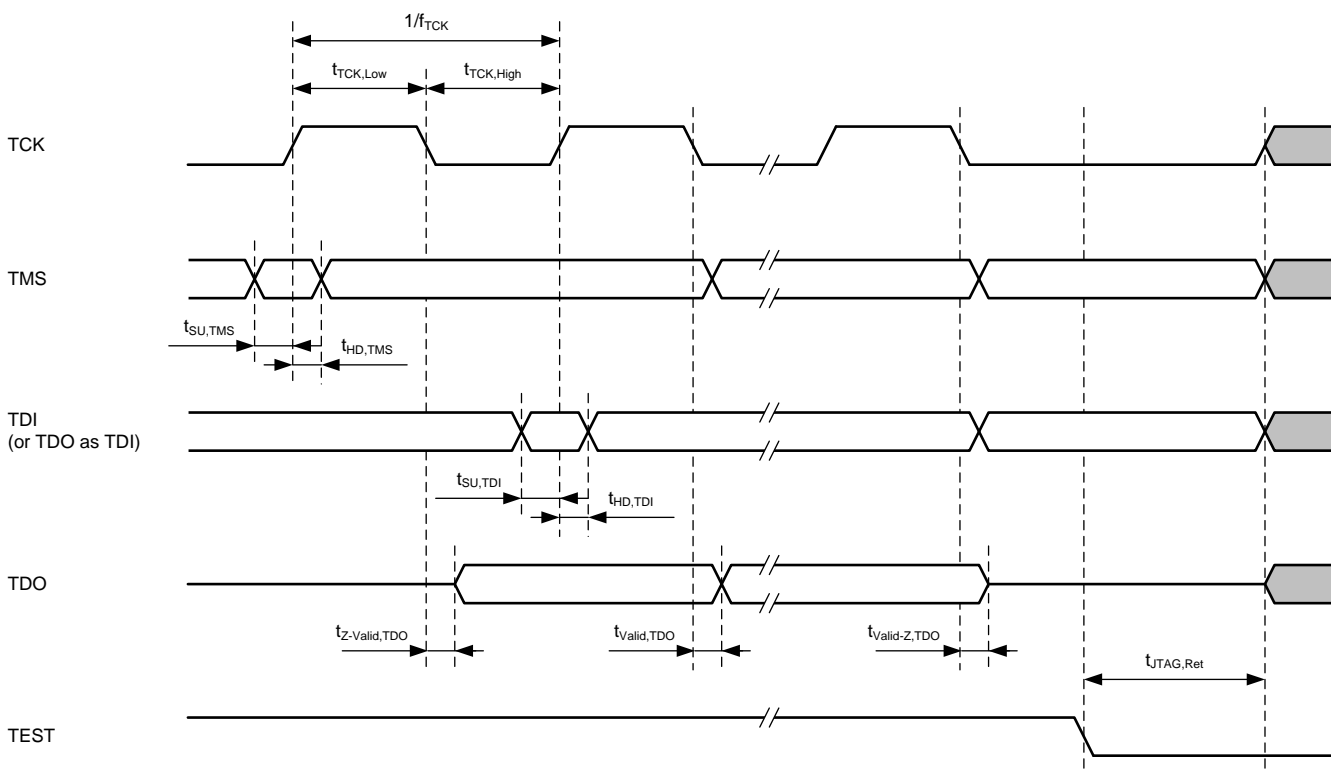 1/fTCK
tTCK,Low
tTCK,High
TCK
TMS
tSU,TMS
tHD,TMS
TDI
(or TDO as TDI)
tSU,TDI
tHD,TDI
TDO
tZ-Valid,TDO
tValid,TDO
tValid-Z,TDO
tJTAG,Ret
TEST